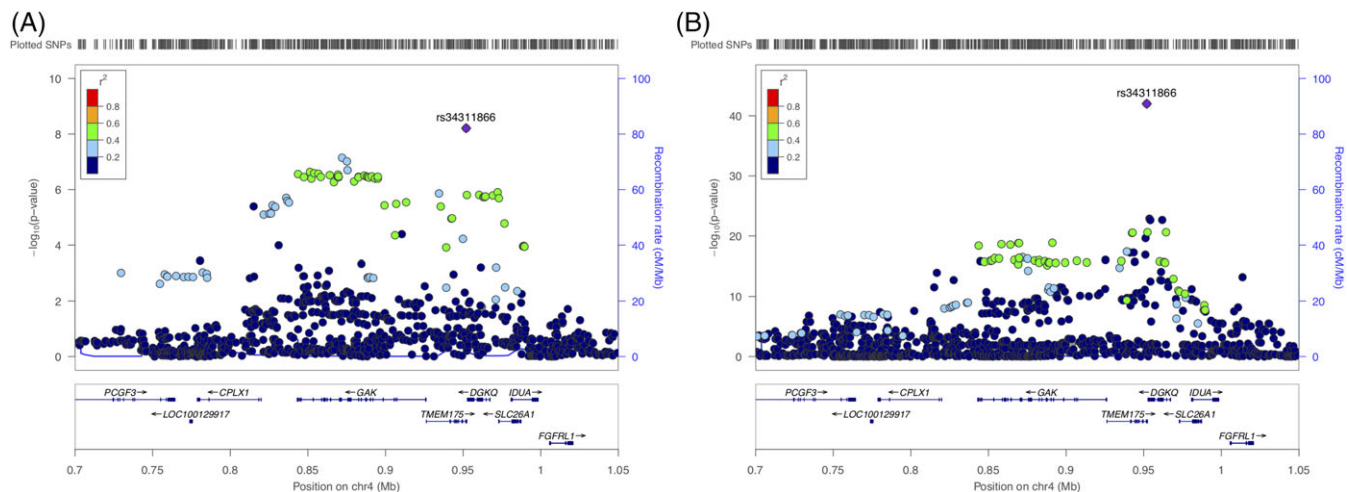 (A)
Plotted SNPs
10
8
6
4
2
0
−log10(p−value)
100
80
60
40
20
0
Recombination rate (cM/Mb)
r2
0.8
0.6
0.4
0.2
rs34311866
PCGF3→
←CPLX1
←GAK
←DGKQ
IDUA→
←LOC100129917
TMEM175→
←SLC26A1
FGFRL1→
0.7
0.75
0.8
0.85
0.9
0.95
1
1.05
Position on chr4 (Mb)
(B)
Plotted SNPs
40
30
20
10
0
−log10(p−value)
100
80
60
40
20
0
Recombination rate (cM/Mb)
r2
0.8
0.6
0.4
0.2
rs34311866
PCGF3→
←CPLX1
←GAK
←DGKQ
IDUA→
←LOC100129917
TMEM175→
←SLC26A1
FGFRL1→
0.7
0.75
0.8
0.85
0.9
0.95
1
1.05
Position on chr4 (Mb)